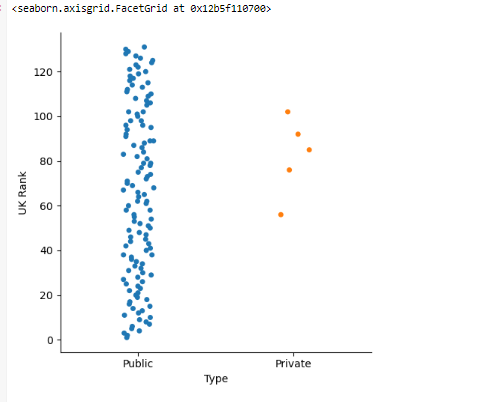 <seaborn.axisgrid.FacetGrid at 0x12b5f110700>
120
100
80
60
40
20
0
UK Rank
Public Private
Type